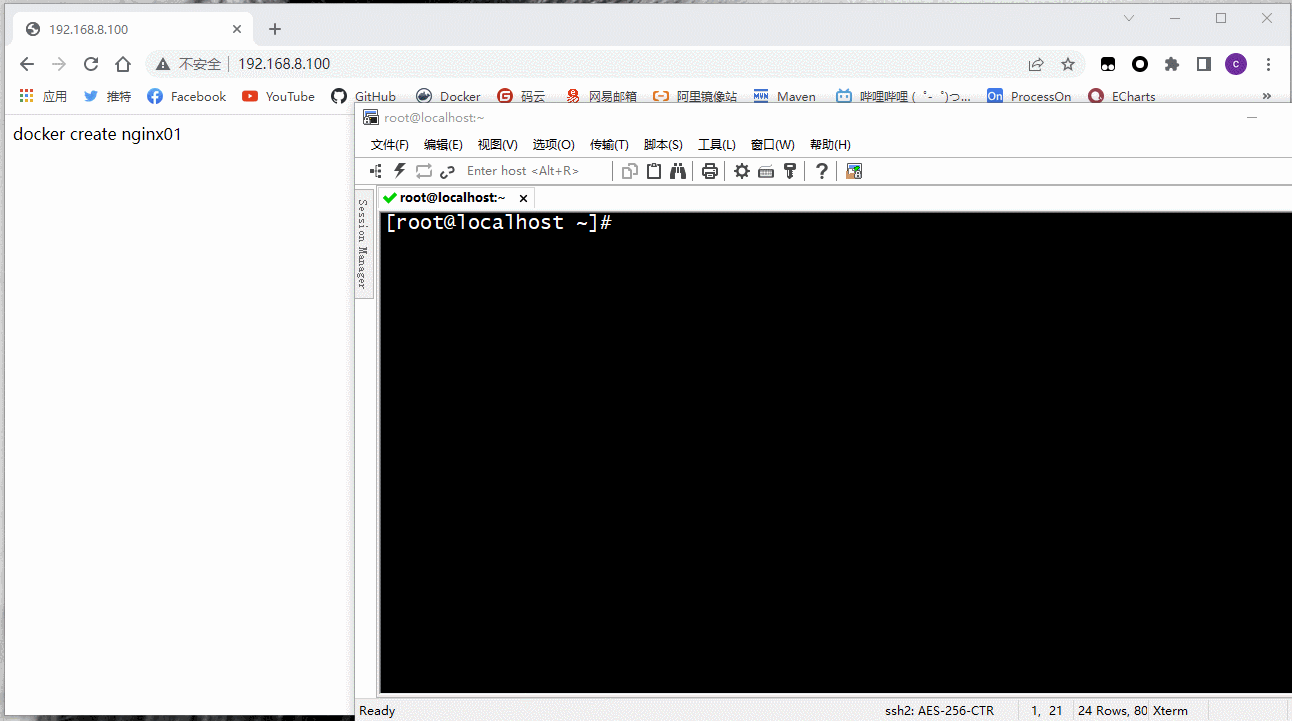 192.168.8.100
不安全 192.168.8.100 c
应用 推特 Facebook YouTube GitHub Docker 码云 网易邮箱 阿里镜像站 Maven 哔哩哔哩 ( ゜- ゜)つ... ProcessOn ECharts »
docker create nginx01
root@localhost:~
文件(F) 编辑(E) 视图(V) 选项(O) 传输(T) 脚本(S) 工具(L) 窗口(W) 帮助(H)
Enter host <Alt+R>
root@localhost:~
Session Manager
[root@localhost ~]#
Ready ssh2: AES-256-CTR 1, 21 24 Rows, 80 Xterm